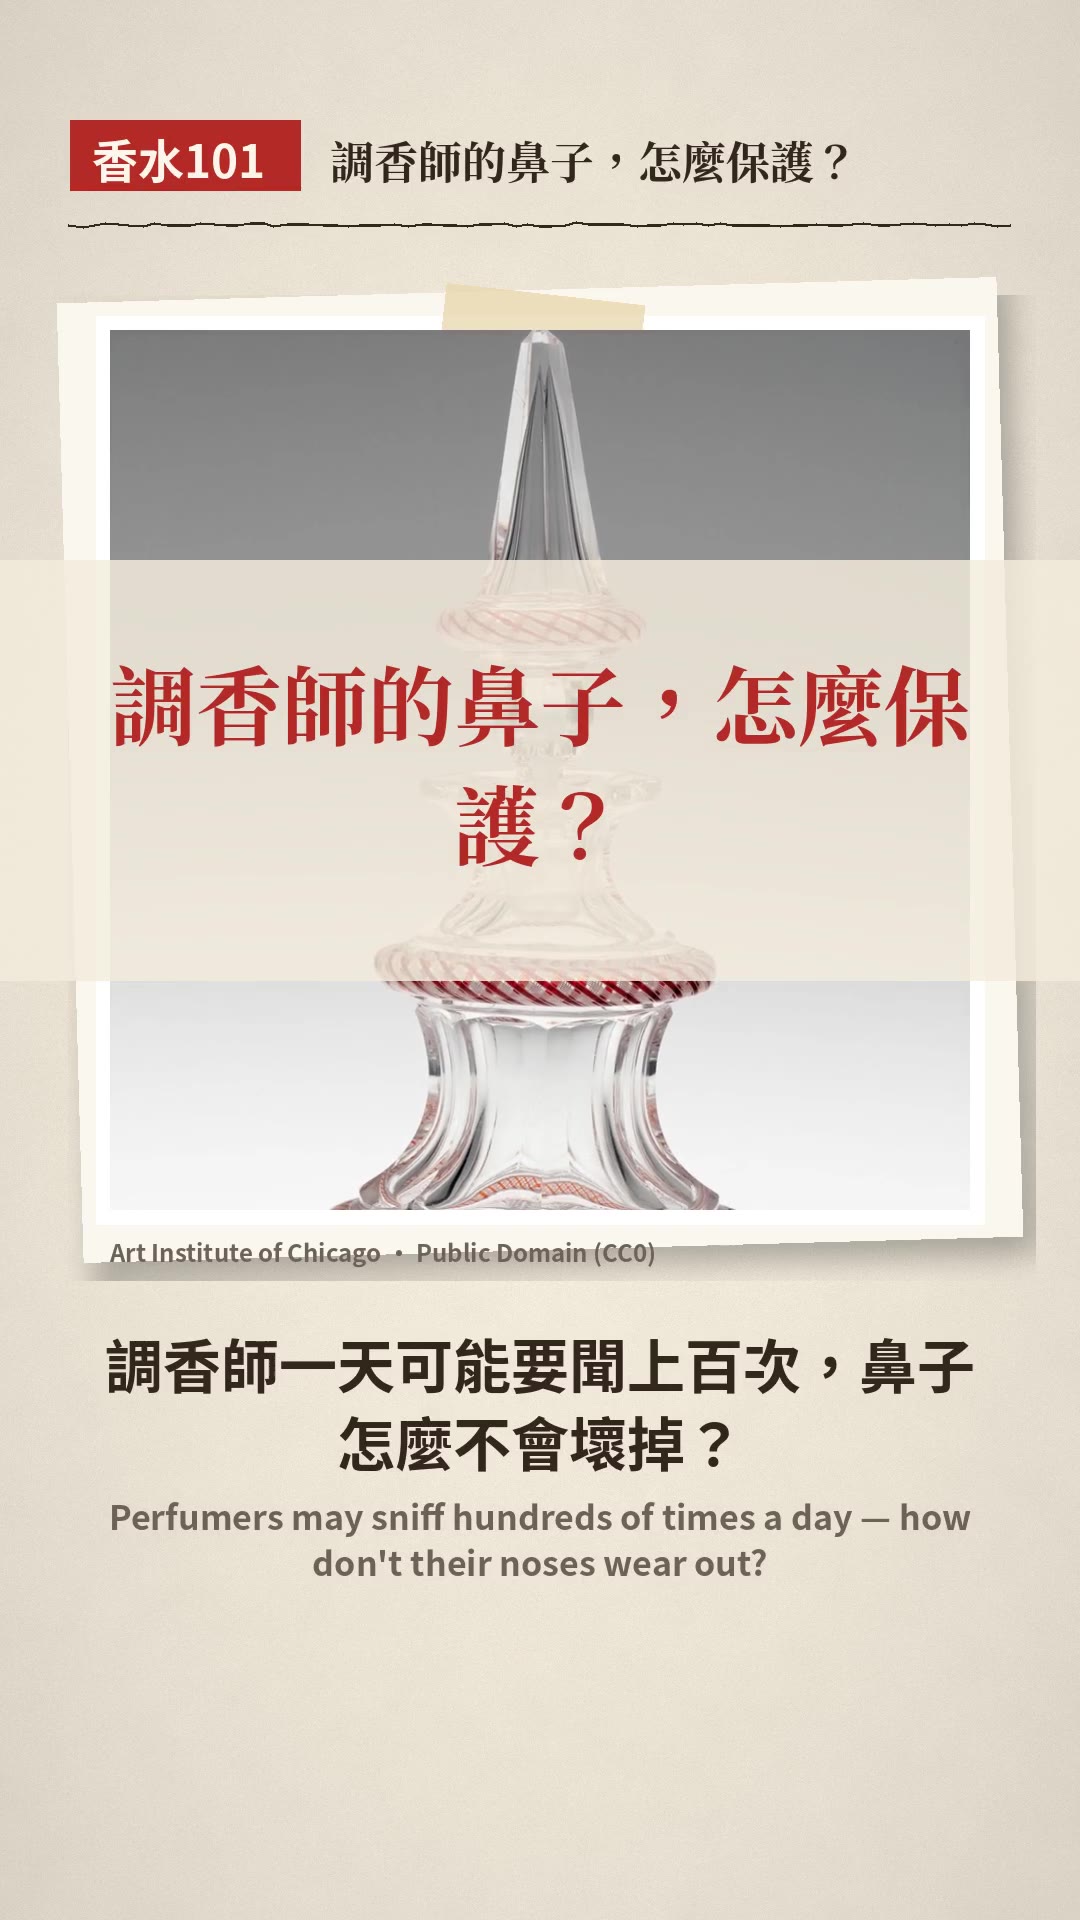 香水101
調香師的鼻子，怎麼保護？
調香師的鼻子，怎麼保
護？
Art Institute of Chicago • Public Domain (CC0)
調香師一天可能要聞上百次，鼻子
怎麼不會壞掉？
Perfumers may sniff hundreds of times a day — how
don't their noses wear out?